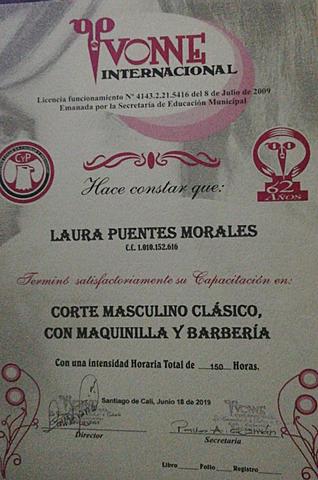 YVONNE
INTERNACIONAL
Licencia funcionamiento Nº 4143.2.21.5416 del 8 de Julio de 2009
Emanada por la Secretaría de Educación Municipal
CyP
62
AÑOS
Hace constar que:
LAURA PUENTES MORALES
C.C. 1.010.152.616
Terminó satisfactoriamente su Capacitación en:
CORTE MASCULINO CLÁSICO,
CON MAQUINILLA Y BARBERÍA
Con una intensidad Horaria Total de 150 Horas.
Santiago de Cali, Junio 18 de 2019
YVONNE
Director
Secretaria
Libro Folio Registro